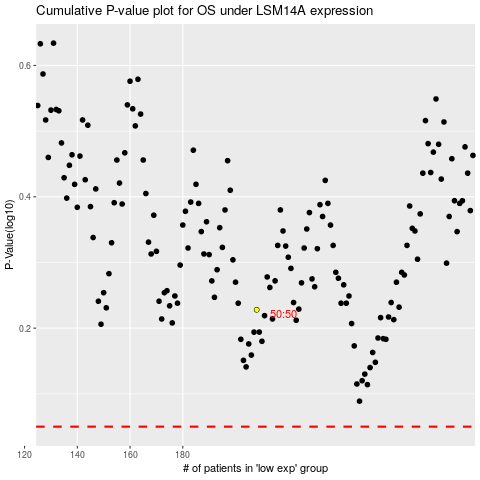 Cumulative P-value plot for OS under LSM14A expression
P-Value(log10)
0.6
0.4
0.2
50:50
120 140 160 180
# of patients in 'low exp' group